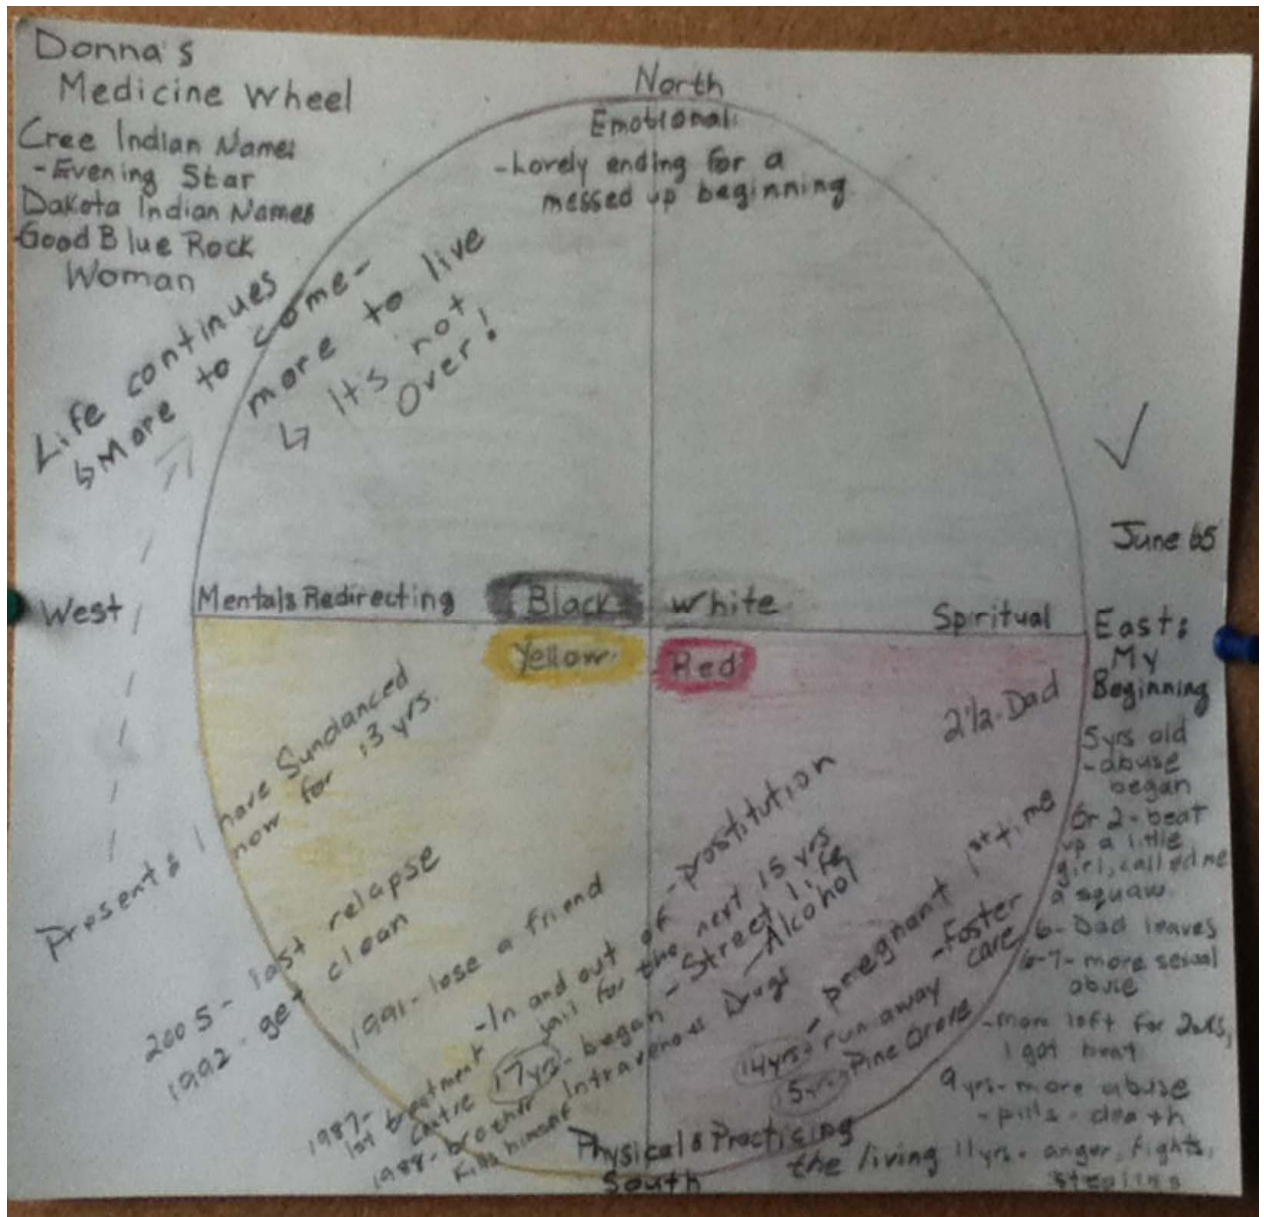 Donna's
Medicine Wheel
Cree Indian Names
-Evening Star
Dakota Indian Names
-Good Blue Rock
Woman
North
Emotional:
-Lovely ending for a
messed up beginning
Life continues
↳More to come-
more to live
↳ It's not
Over!
✓
June 65
West
Mental: Redirecting
Black
White
Spiritual
East:
My
Beginning
Yellow
Red
2½-Dad
5yrs old
-abuse
began
6r 2-beat
up a little
girl, called me
a squaw
6- Dad leaves
6-7- more sexual
abuse
-mom left for 2wks,
I got beat
9yrs-more abuse
-pills-death
11yrs- anger, fights,
stealing
pregnant 1st time
-Foster
care
14yrs- run away
15yrs-Pine Grove
-prostitution
17yrs-began -Street life
-Alcohol
Intravenous Drugs
-In and out of
jail for the next 15 yrs
1987-
1st treatment
Centre
1988-brother
Kills himself
1991-lose a friend
1992-get clean
2005-last relapse
Present: I have Sundanced
now for 13 yrs.
Physical: Practicing
the living
South